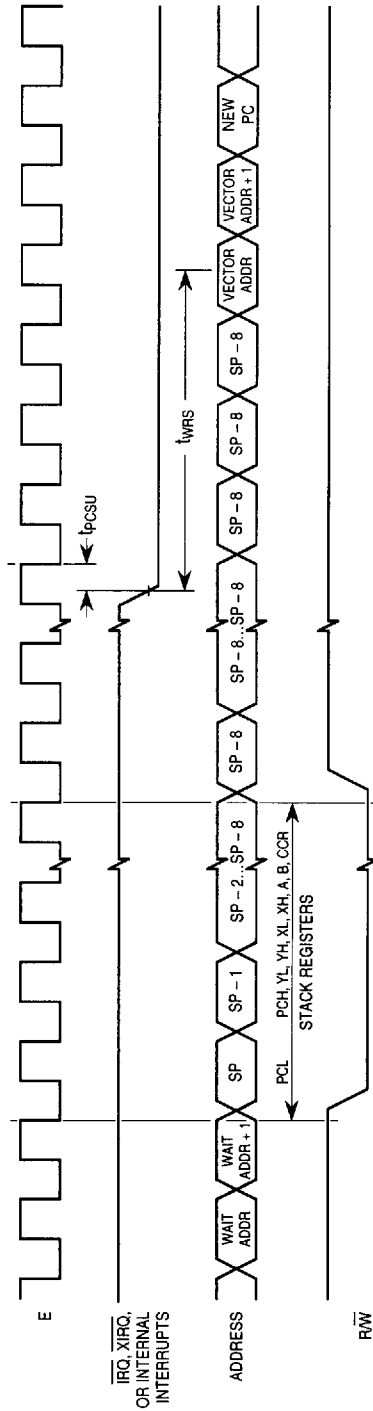 E
IRQ, XIRQ,
OR INTERNAL
INTERRUPTS
tPCSU
tWRS
ADDRESS
WAIT
ADDR
WAIT
ADDR + 1
SP
SP – 1
SP – 2...SP – 8
SP – 8
SP – 8...SP – 8
SP – 8
SP – 8
SP – 8
VECTOR
ADDR
VECTOR
ADDR + 1
NEW
PC
PCL PCH, YL, YH, XL, XH, A, B, CCR
STACK REGISTERS
R/W